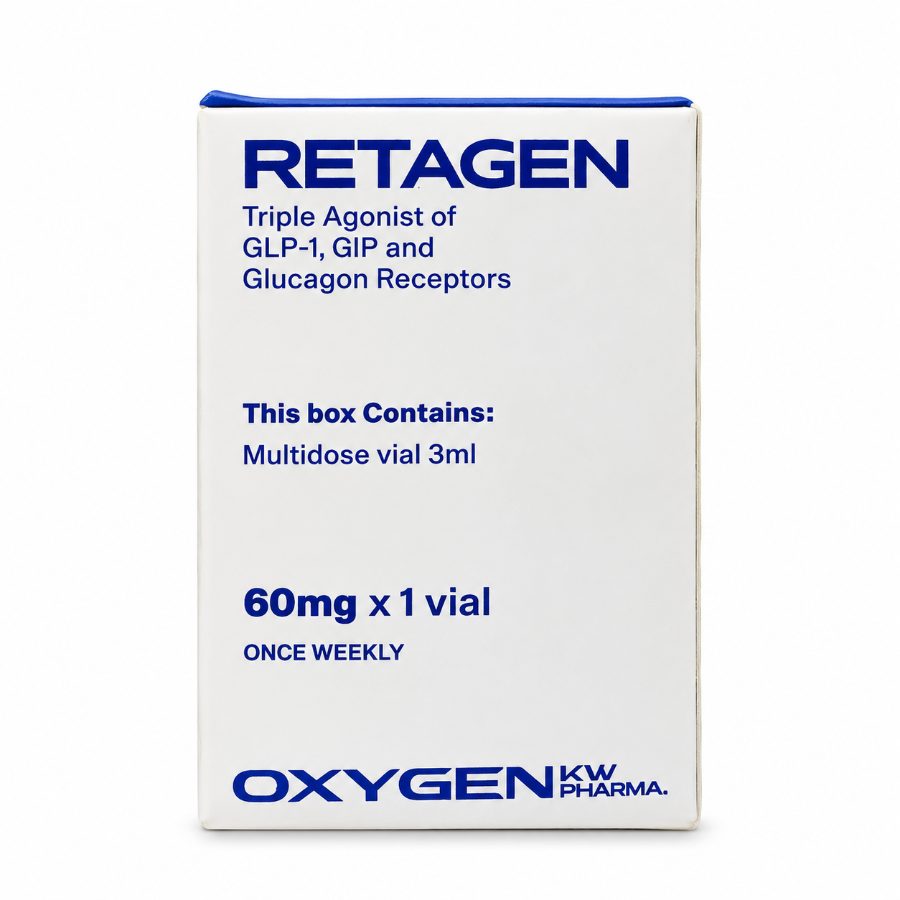 RETAGEN
Triple Agonist of
GLP-1, GIP and
Glucagon Receptors
This box Contains:
Multidose vial 3ml
60mg x 1 vial
ONCE WEEKLY
OXYGEN KW
PHARMA.